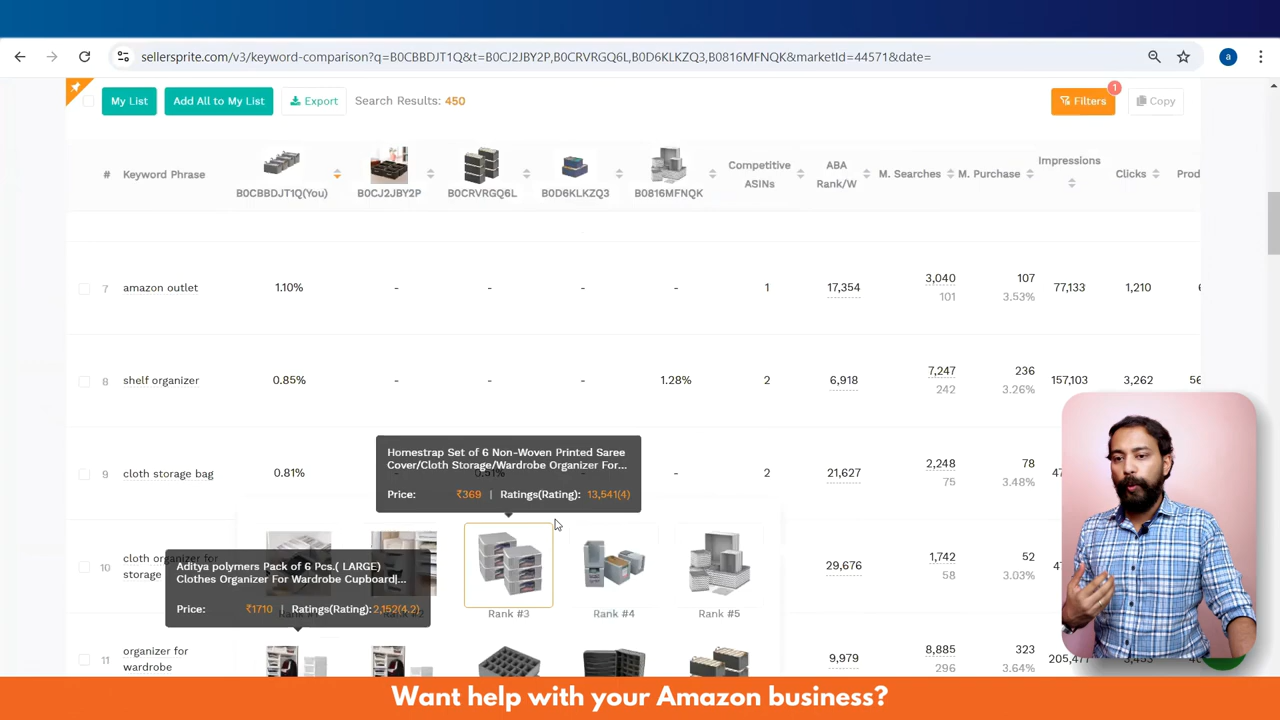 sellersprite.com/v3/keyword-comparison?q=B0CBBDJT1Q&t=B0CJ2JBY2P,B0CRVRGQ6L,B0D6KLKZQ3,B0816MFNQK&marketId=44571&date=
a
My List
Add All to My List
Export
Search Results: 450
Filters
1
Copy
# Keyword Phrase
B0CBBDJT1Q(You)
B0CJ2JBY2P
B0CRVRGQ6L
B0D6KLKZQ3
B0816MFNQK
Competitive
ASINs
ABA
Rank/W
M. Searches
M. Purchase
Impressions
Clicks
Prod
7 amazon outlet 1.10% - - - - 1 17,354 3,040 107 77,133 1,210
101 3.53%
8 shelf organizer 0.85% - - - 1.28% 2 6,918 7,247 236 157,103 3,262 56
242 3.26%
Homestrap Set of 6 Non-Woven Printed Saree
Cover/Cloth Storage/Wardrobe Organizer For...
Price: ₹369 | Ratings(Rating): 13,541(4)
9 cloth storage bag 0.81% - 2 21,627 2,248 78
75 3.48%
10 cloth organizer for
storage
29,676 1,742 52
58 3.03%
Aditya polymers Pack of 6 Pcs.( LARGE)
Clothes Organizer For Wardrobe Cupboard|...
Price: ₹1710 | Ratings(Rating): 2,152(4.2)
Rank #3
Rank #4
Rank #5
11 organizer for
wardrobe
9,979 8,885 323
296 3.64%
Want help with your Amazon business?